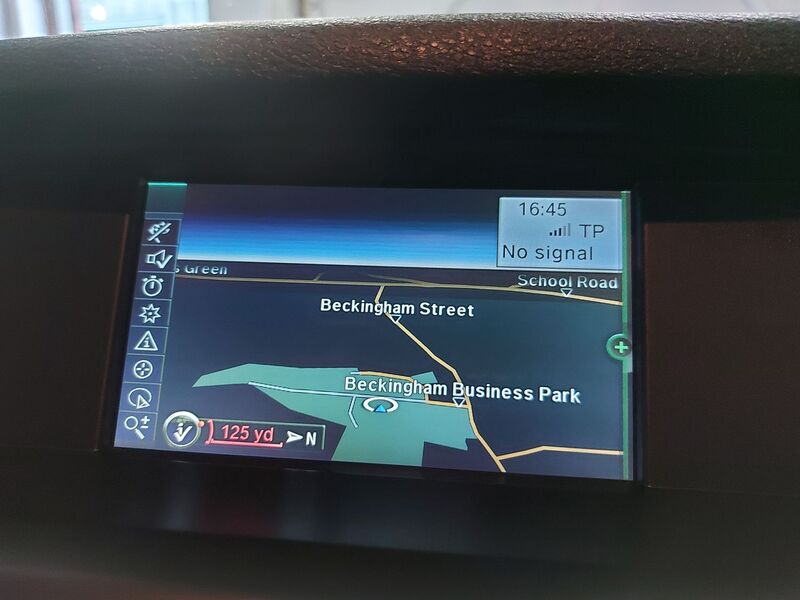 16:45
TP
No signal
s Green
School Road
Beckingham Street
Beckingham Business Park
125 yd
N